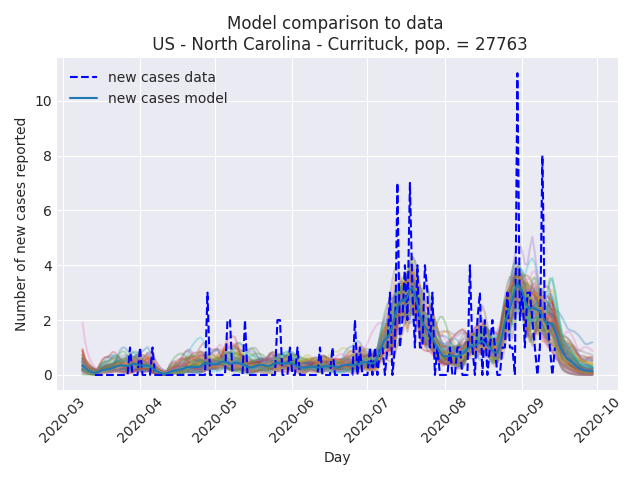 Model comparison to data
US - North Carolina - Currituck, pop. = 27763
new cases data
new cases model
Number of new cases reported
10
8
6
4
2
0
2020-03
2020-04
2020-05
2020-06
2020-07
2020-08
2020-09
2020-10
Day